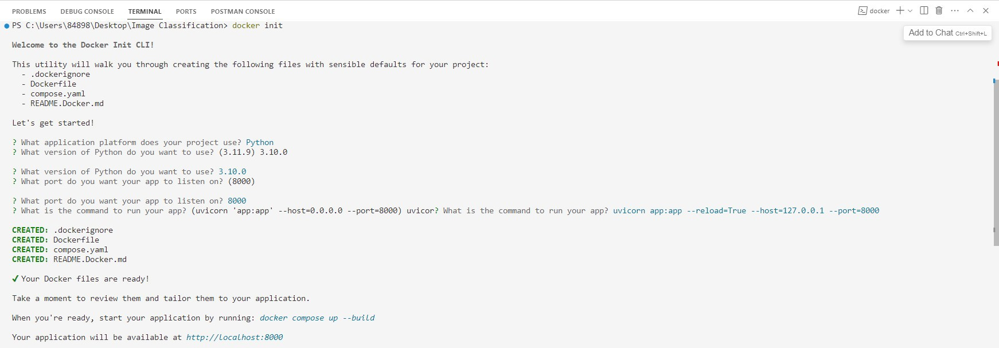 PROBLEMS DEBUG CONSOLE TERMINAL PORTS POSTMAN CONSOLE docker
PS C:\Users\84898\Desktop\Image Classification> docker init
Add to Chat Ctrl+Shift+L
Welcome to the Docker Init CLI!
This utility will walk you through creating the following files with sensible defaults for your project:
- .dockerignore
- Dockerfile
- compose.yaml
- README.Docker.md
Let's get started!
? What application platform does your project use? Python
? What version of Python do you want to use? (3.11.9) 3.10.0
? What version of Python do you want to use? 3.10.0
? What port do you want your app to listen on? (8000)
? What port do you want your app to listen on? 8000
? What is the command to run your app? (uvicorn 'app:app' --host=0.0.0.0 --port=8000) uvicor? What is the command to run your app? uvicorn app:app --reload=True --host=127.0.0.1 --port=8000
CREATED: .dockerignore
CREATED: Dockerfile
CREATED: compose.yaml
CREATED: README.Docker.md
✔ Your Docker files are ready!
Take a moment to review them and tailor them to your application.
When you're ready, start your application by running: docker compose up --build
Your application will be available at http://localhost:8000